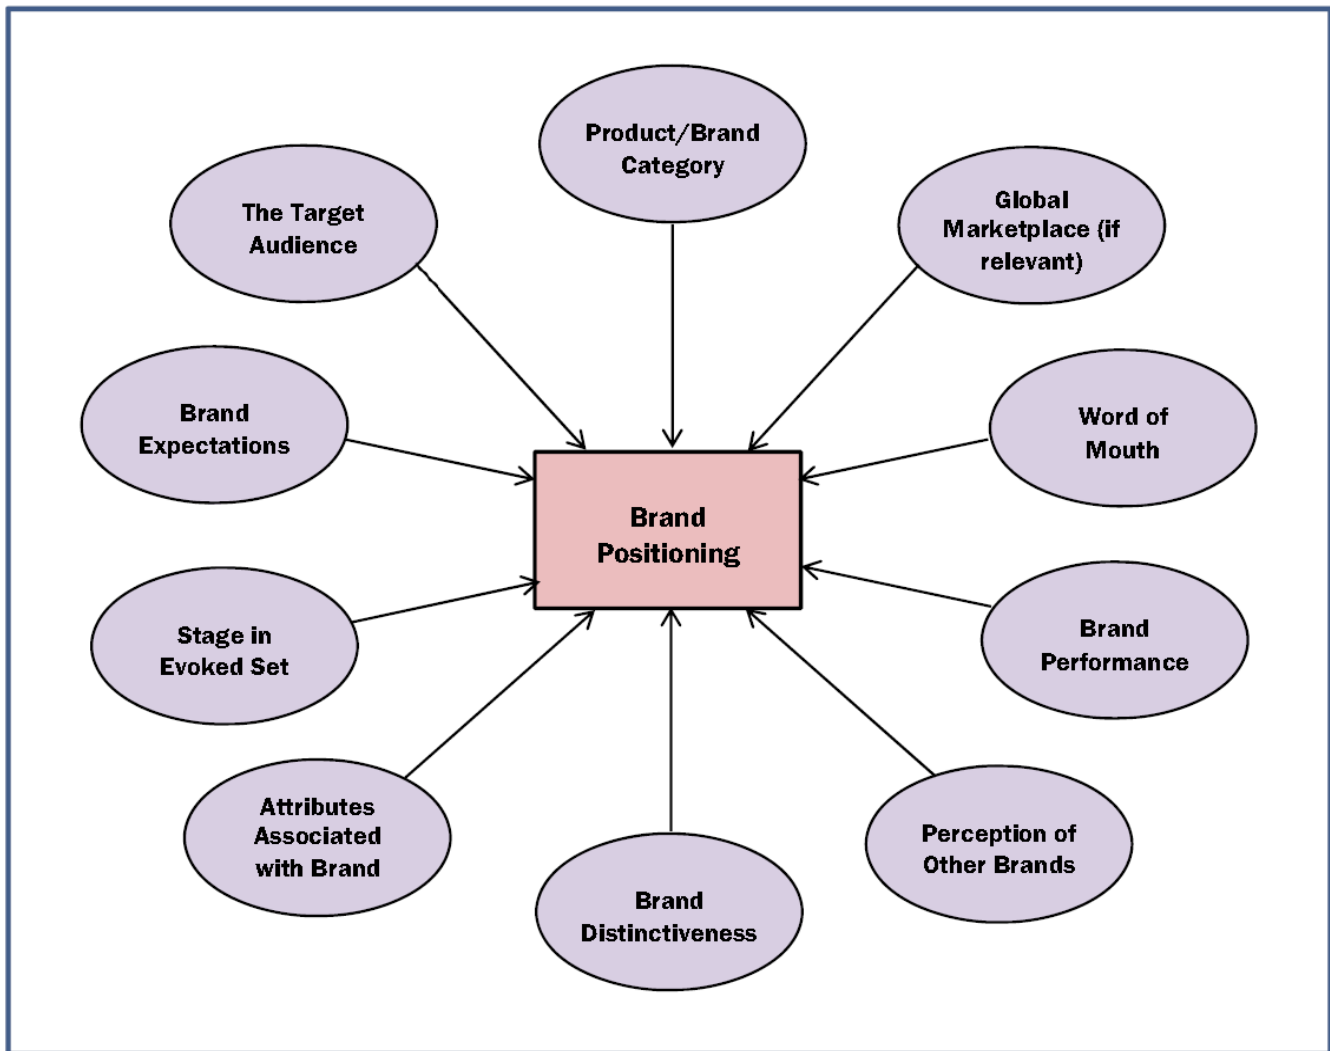 Product/Brand
Category
The Target
Audience
Global
Marketplace (if
relevant)
Brand
Expectations
Word of
Mouth
Brand
Positioning
Stage in
Evoked Set
Brand
Performance
Attributes
Associated
with Brand
Perception of
Other Brands
Brand
Distinctiveness